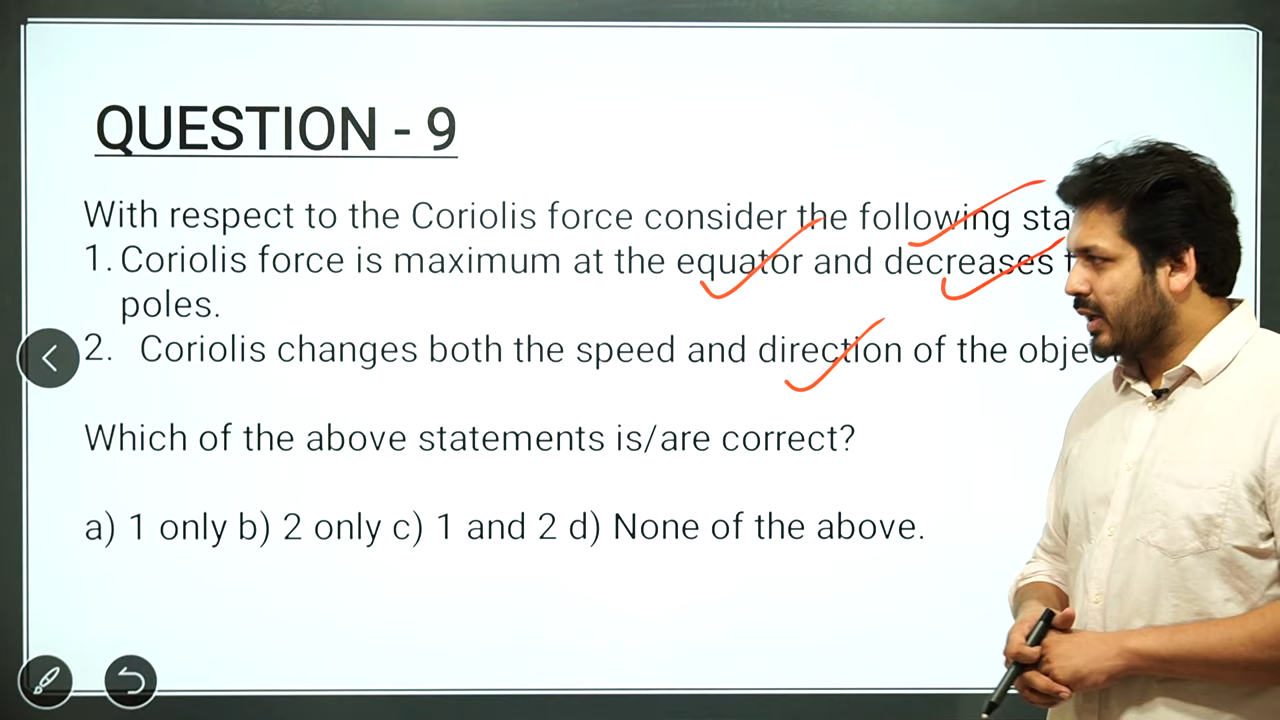 QUESTION - 9
With respect to the Coriolis force consider the following
1. Coriolis force is maximum at the equator and decreases
poles.
2. Coriolis changes both the speed and direction of the
Which of the above statements is/are correct?
a) 1 only b) 2 only c) 1 and 2 d) None of the above.